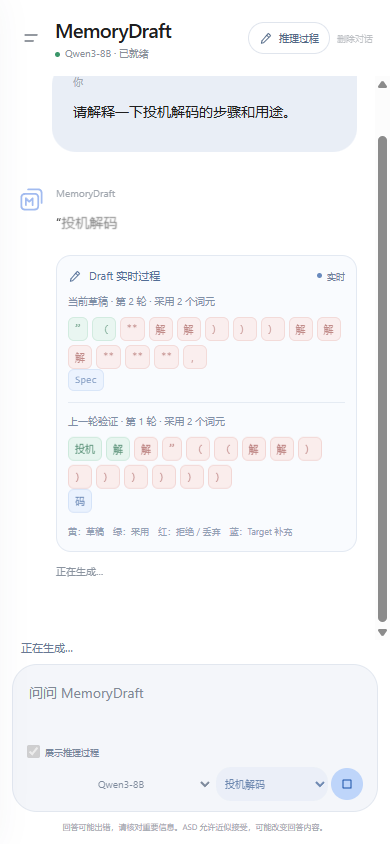 MemoryDraft
Qwen3-8B · 已就绪
推理过程
删除对话
你
请解释一下投机解码的步骤和用途。
MemoryDraft
“投机解码
Draft 实时过程
实时
当前草稿 · 第 2 轮 · 采用 2 个词元
” （ ** 解 解 ） ） ） 解 解
解 ** ** ** ，
Spec
上一轮验证 · 第 1 轮 · 采用 2 个词元
投机 解 解 ” （ （ 解 解 ）
） ） ） ） ） ）
码
黄：草稿 绿：采用 红：拒绝 / 丢弃 蓝：Target 补充
正在生成...
正在生成...
问问 MemoryDraft
展示推理过程
Qwen3-8B
投机解码
回答可能出错，请核对重要信息。ASD 允许近似接受，可能改变回答内容。